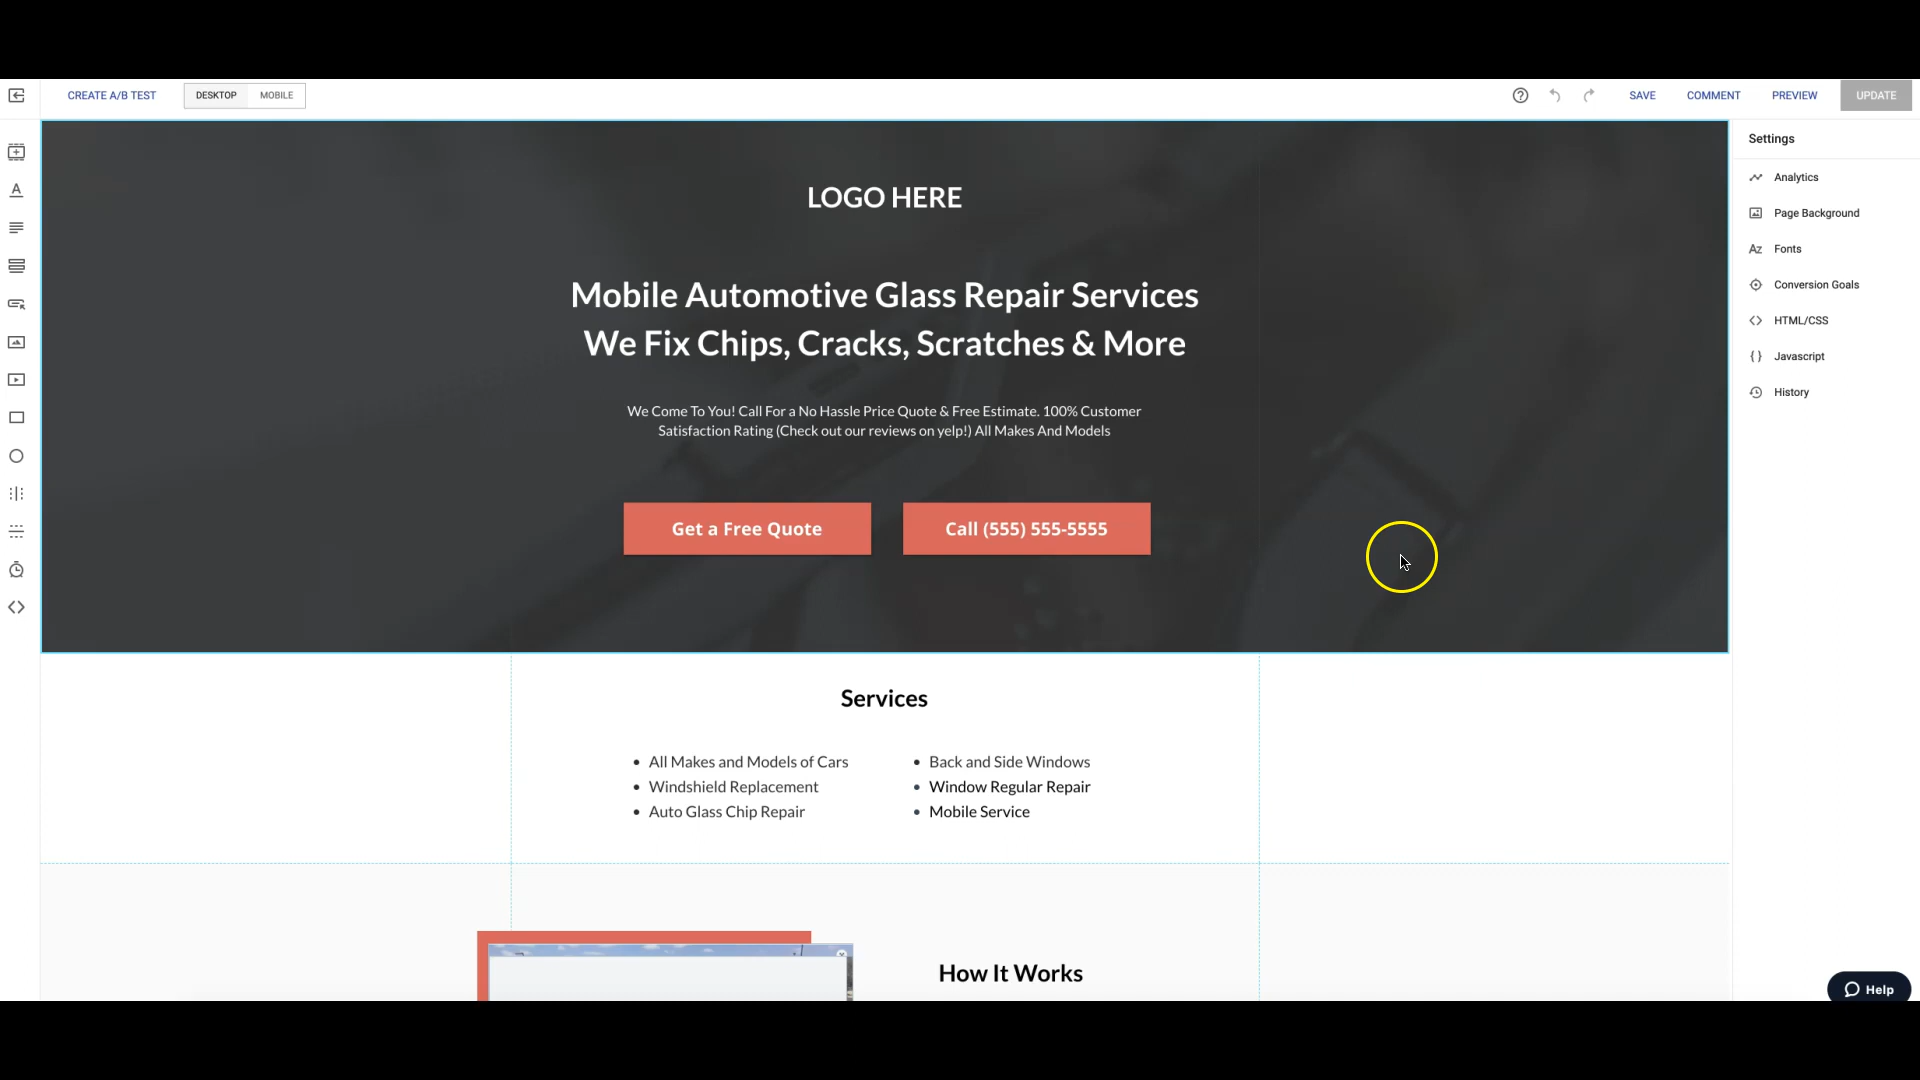 CREATE A/B TEST
DESKTOP
MOBILE
SAVE
COMMENT
PREVIEW
UPDATE
LOGO HERE
Mobile Automotive Glass Repair Services
We Fix Chips, Cracks, Scratches & More
We Come To You! Call For a No Hassle Price Quote & Free Estimate. 100% Customer
Satisfaction Rating (Check out our reviews on yelp!) All Makes And Models
Get a Free Quote
Call (555) 555-5555
Services
• All Makes and Models of Cars
• Windshield Replacement
• Auto Glass Chip Repair
• Back and Side Windows
• Window Regular Repair
• Mobile Service
How It Works
Settings
Analytics
Page Background
Fonts
Conversion Goals
HTML/CSS
Javascript
History
Help